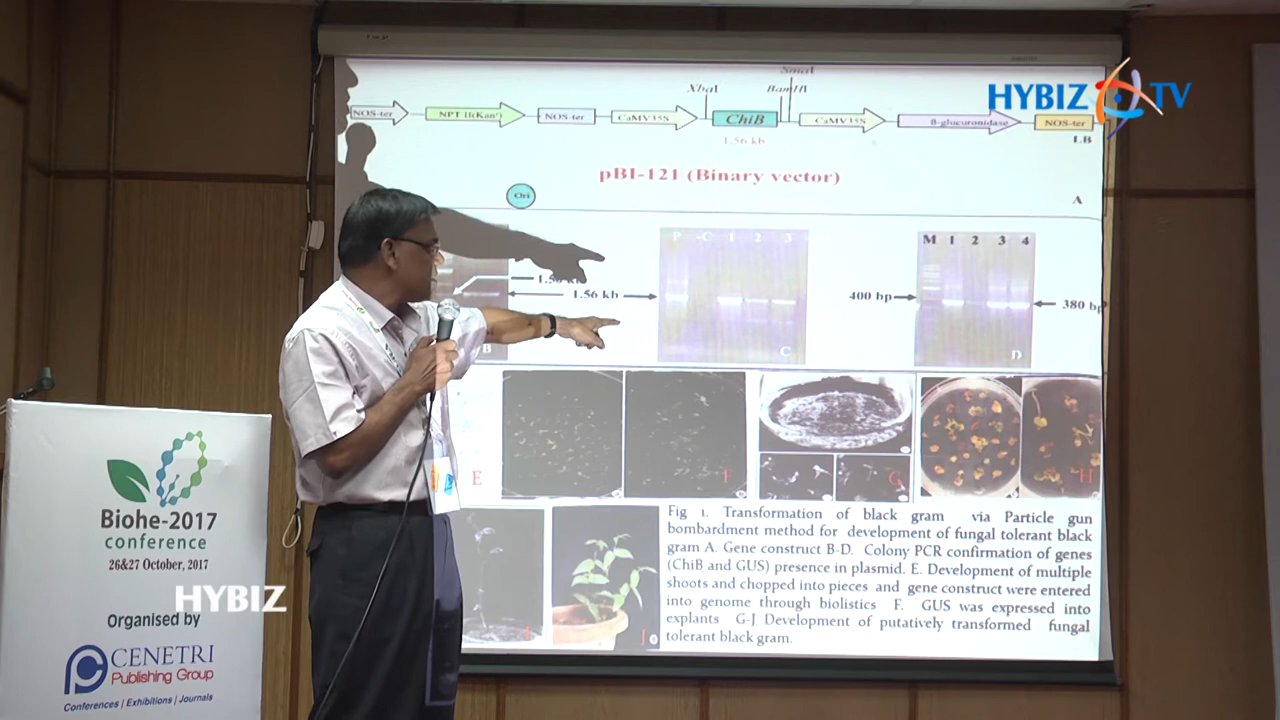 HYBIZ TV
XbaI
SmaI
BamHI
NOS-ter
NPT II(Kanʳ)
NOS-ter
CaMV35S
ChiB
CaMV35S
β-glucuronidase
NOS-ter
1.56 kb
LB
pBI-121 (Binary vector)
Ori
A
P -C 1 2 3
M 1 2 3 4
1.56 kb
400 bp
380 bp
B
C
D
E
F
G
H
I
J
Fig 1. Transformation of black gram via Particle gun
bombardment method for development of fungal tolerant black
gram A. Gene construct B-D. Colony PCR confirmation of genes
(ChiB and GUS) presence in plasmid. E. Development of multiple
shoots and chopped into pieces and gene construct were entered
into genome through biolistics F. GUS was expressed into
explants G-J Development of putatively transformed fungal
tolerant black gram.
Biohe-2017
conference
26&27 October, 2017
HYBIZ
Organised by
CENETRI
Publishing Group
Conferences | Exhibitions | Journals